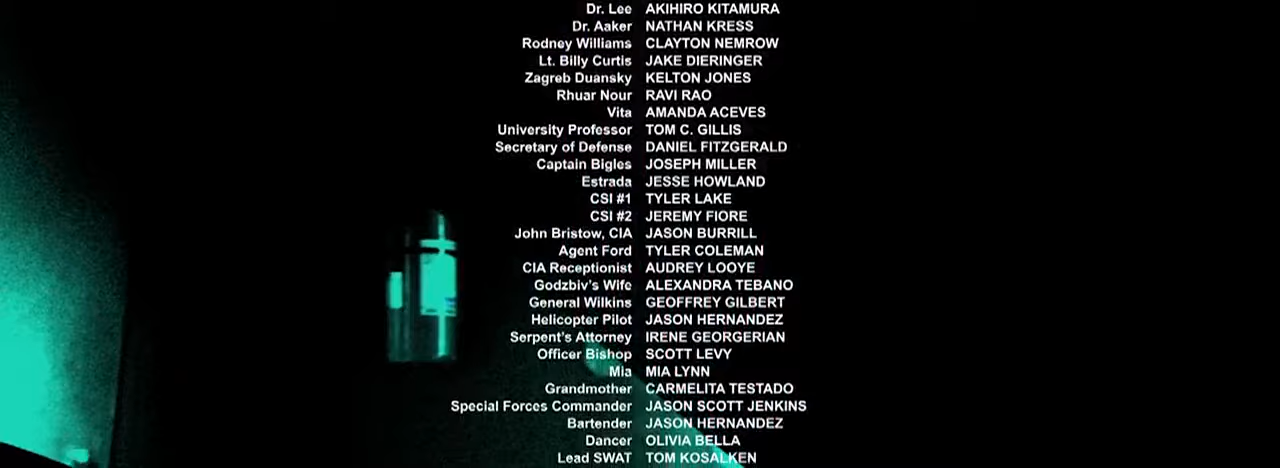 Dr. Lee AKIHIRO KITAMURA
Dr. Aaker NATHAN KRESS
Rodney Williams CLAYTON NEMROW
Lt. Billy Curtis JAKE DIERINGER
Zagreb Duansky KELTON JONES
Rhuar Nour RAVI RAO
Vita AMANDA ACEVES
University Professor TOM C. GILLIS
Secretary of Defense DANIEL FITZGERALD
Captain Bigles JOSEPH MILLER
Estrada JESSE HOWLAND
CSI #1 TYLER LAKE
CSI #2 JEREMY FIORE
John Bristow, CIA JASON BURRILL
Agent Ford TYLER COLEMAN
CIA Receptionist AUDREY LOOYE
Godzbiv's Wife ALEXANDRA TEBANO
General Wilkins GEOFFREY GILBERT
Helicopter Pilot JASON HERNANDEZ
Serpent's Attorney IRENE GEORGERIAN
Officer Bishop SCOTT LEVY
Mia MIA LYNN
Grandmother CARMELITA TESTADO
Special Forces Commander JASON SCOTT JENKINS
Bartender JASON HERNANDEZ
Dancer OLIVIA BELLA
Lead SWAT TOM KOSALKEN